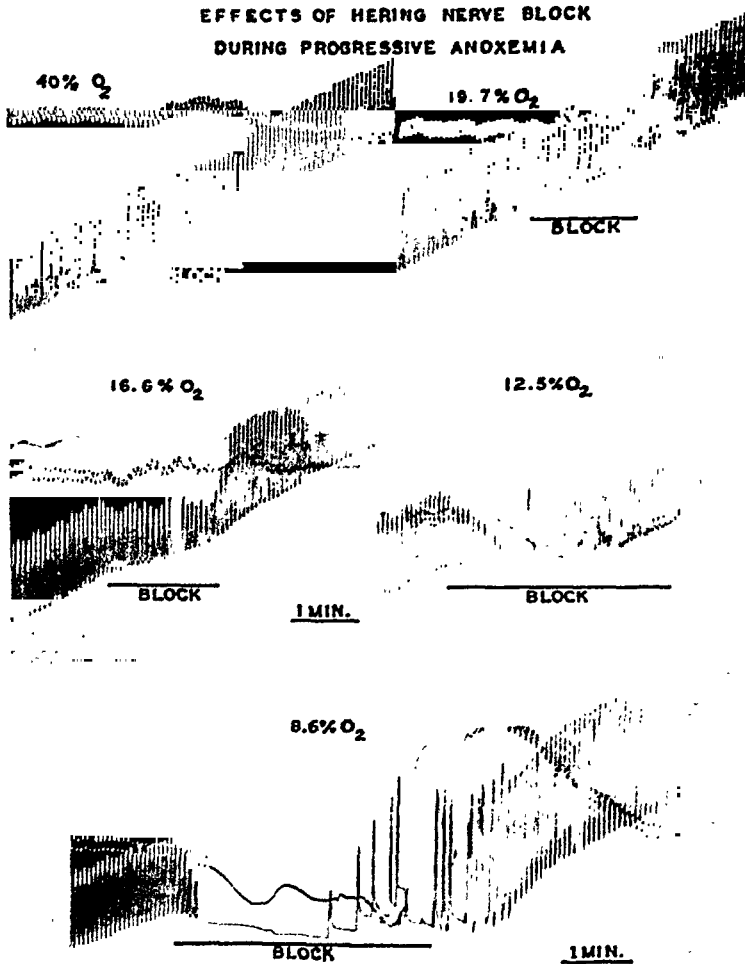 EFFECTS OF HERING NERVE BLOCK
DURING PROGRESSIVE ANOXEMIA
40% O2
19.7% O2
BLOCK
16.6% O2
12.5% O2
BLOCK
1 MIN.
BLOCK
8.6% O2
BLOCK
1 MIN.